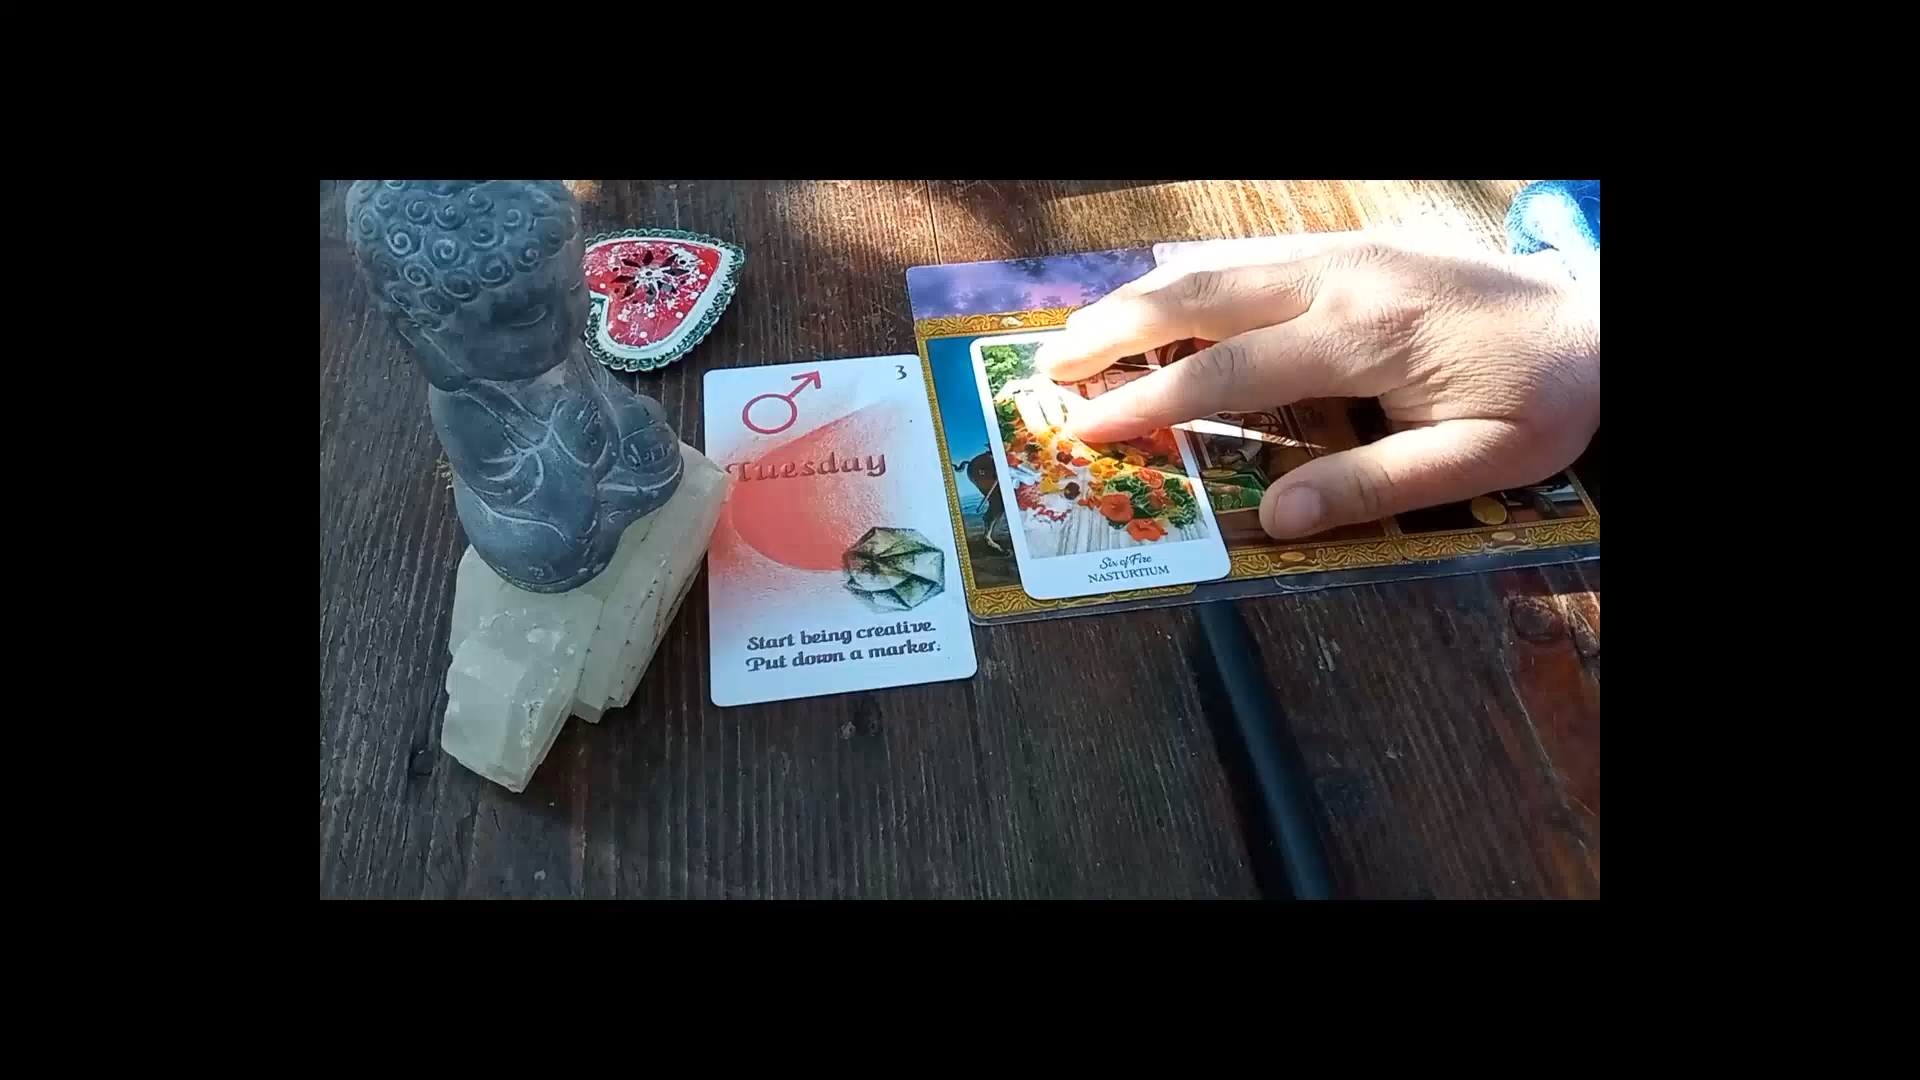 3
Tuesday
Start being creative.
Put down a marker.
Six of Fire
NASTURTIUM